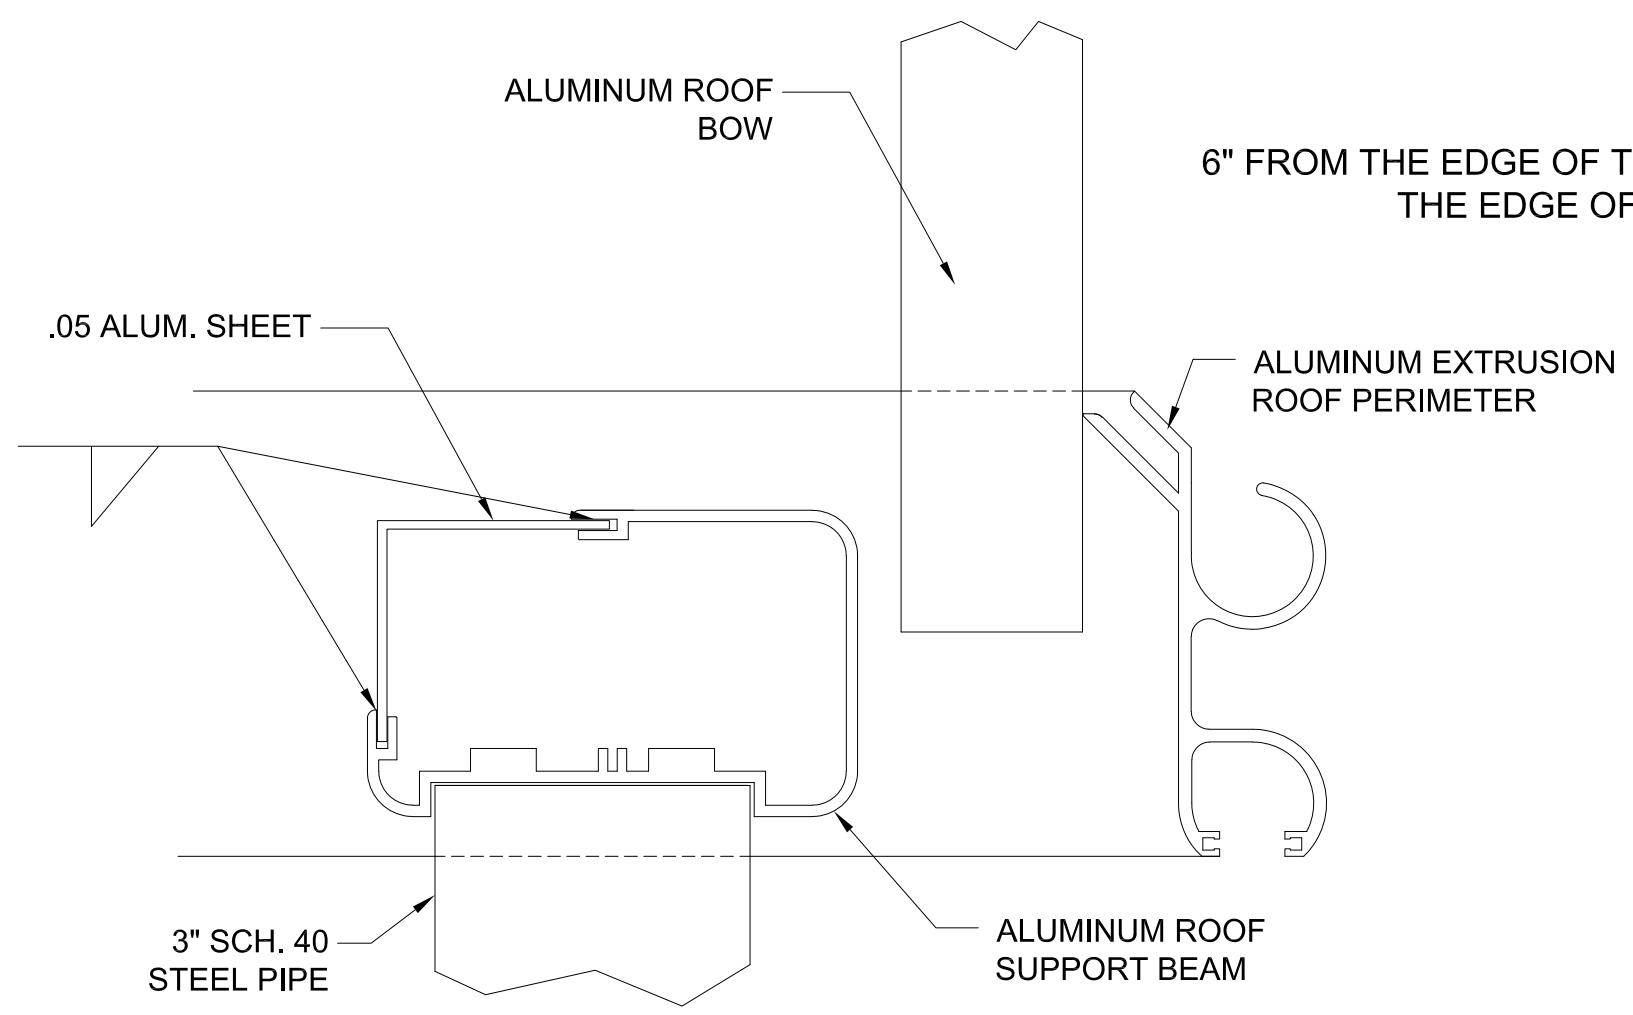 ALUMINUM ROOF
BOW
6" FROM THE EDGE OF T
THE EDGE OF
.05 ALUM. SHEET
ALUMINUM EXTRUSION
ROOF PERIMETER
3" SCH. 40
STEEL PIPE
ALUMINUM ROOF
SUPPORT BEAM